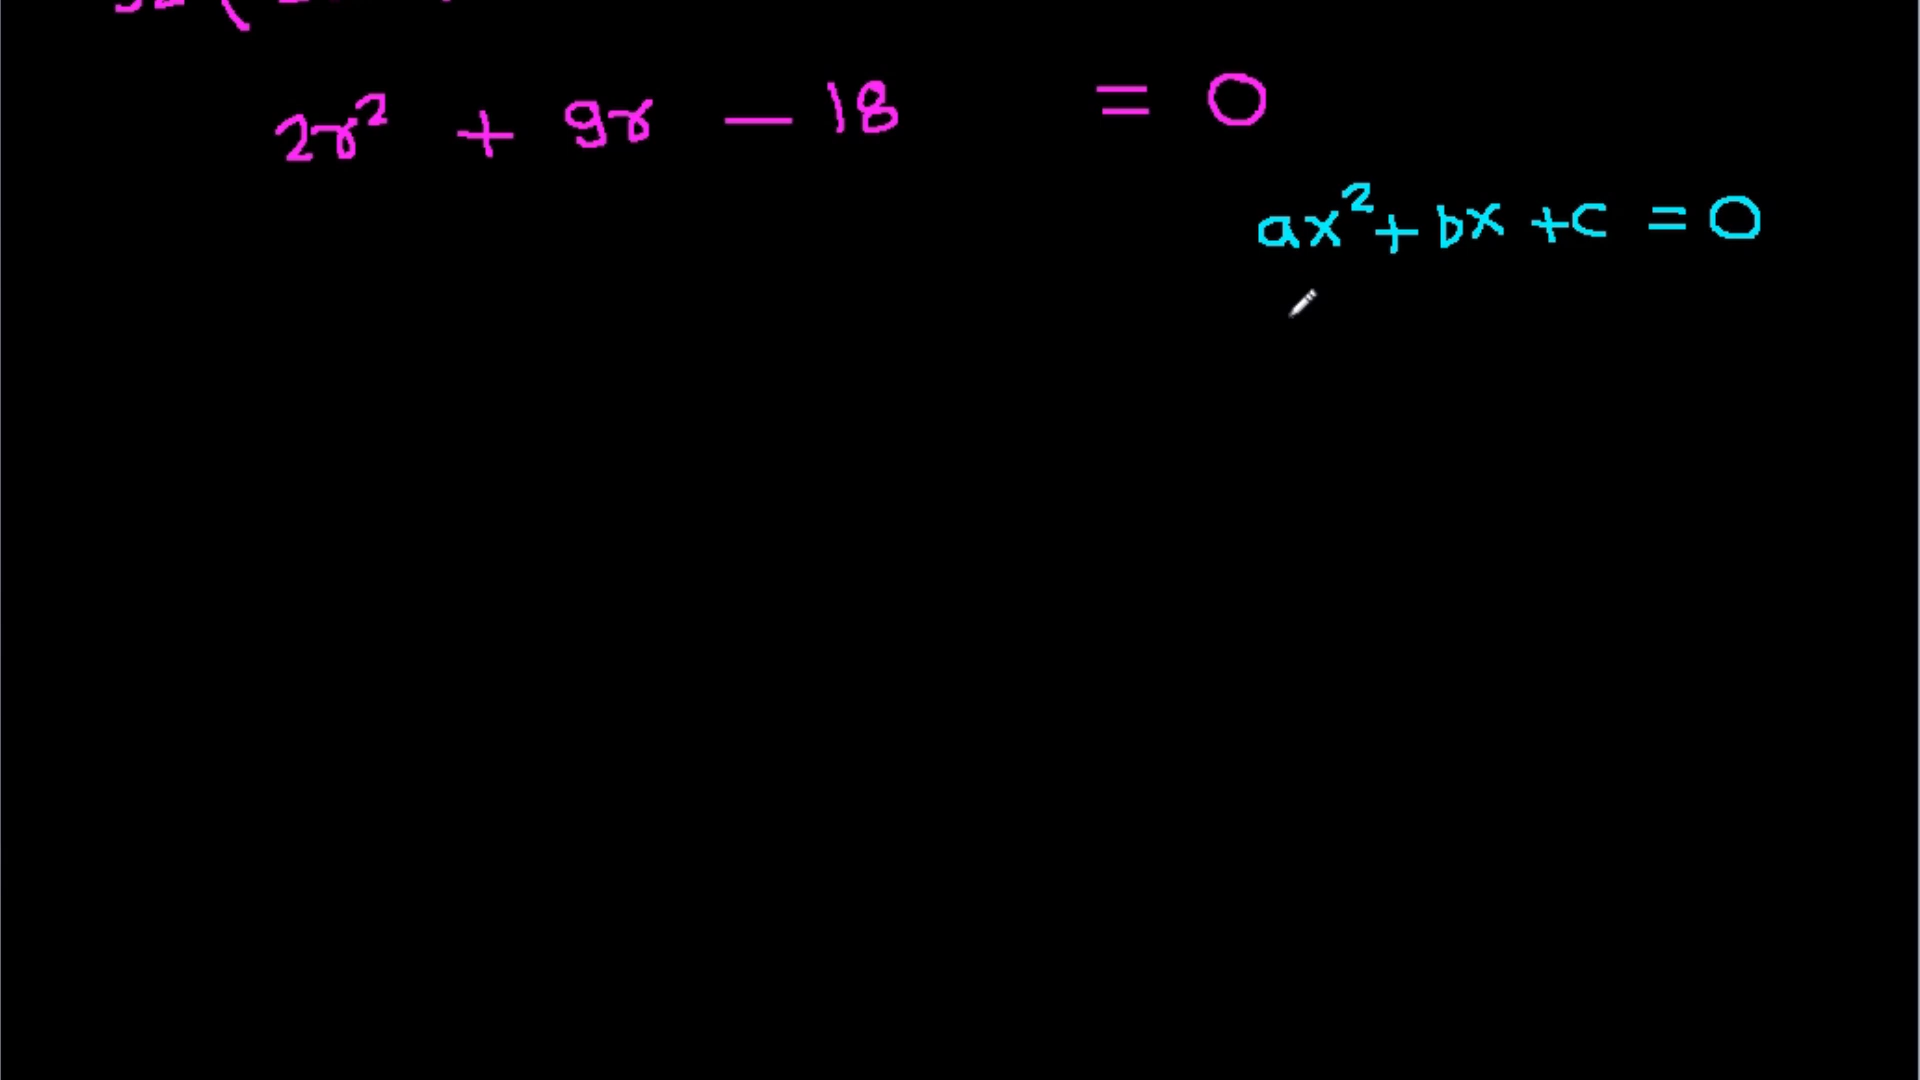 2r² + 9r - 18 = 0
ax² + bx + c = 0